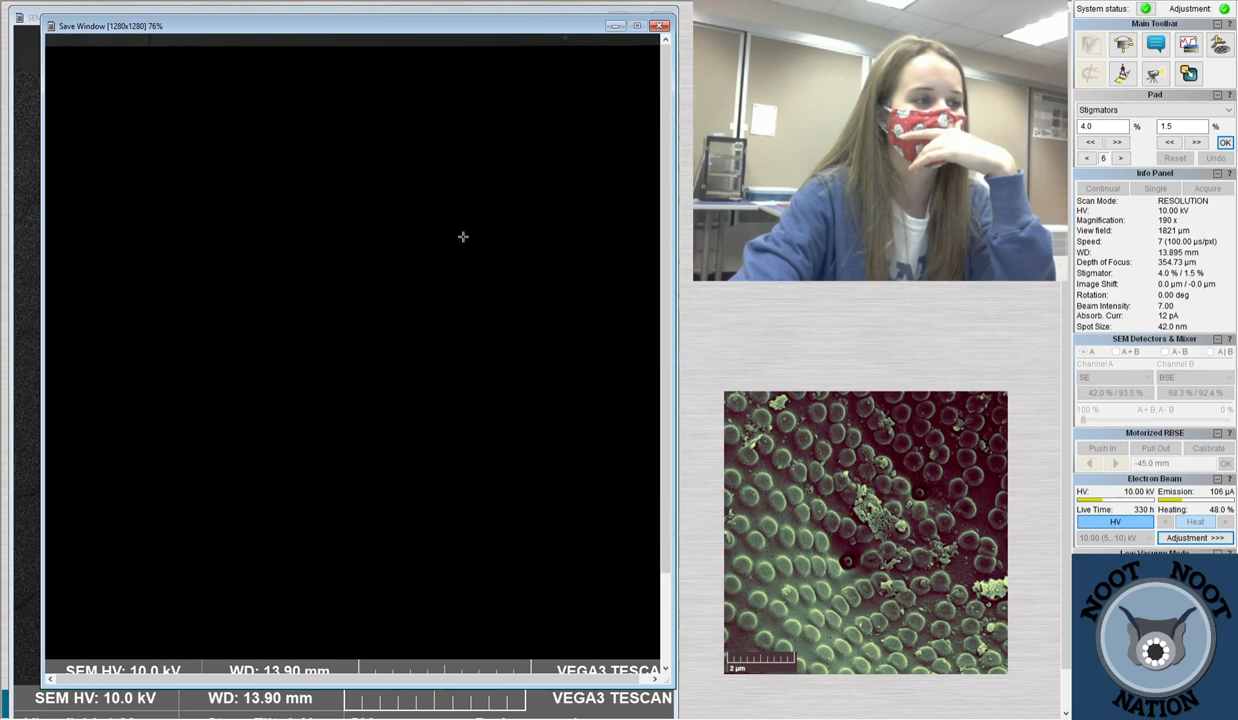 SEM
Save Window [1280x1280] 76%
SEM HV: 10.0 kV
WD: 13.90 mm
VEGA3 TESCA
SEM HV: 10.0 kV
WD: 13.90 mm
VEGA3 TESCAN
2 µm
System status:
Adjustment:
Main Toolbar
Pad
Stigmators
4.0 %
1.5 %
<< >> << >> OK
< 6 > Reset Undo
Info Panel
Continual Single Acquire
Scan Mode: RESOLUTION
HV: 10.00 kV
Magnification: 190 x
View field: 1821 µm
Speed: 7 (100.00 µs/pxl)
WD: 13.895 mm
Depth of Focus: 354.73 µm
Stigmator: 4.0 % / 1.5 %
Image Shift: 0.0 µm / -0.0 µm
Rotation: 0.00 deg
Beam Intensity: 7.00
Absorb. Curr: 12 pA
Spot Size: 42.0 nm
SEM Detectors & Mixer
A A+B A-B A|B
Channel A Channel B
SE BSE
42.0 % / 93.5 % 68.3 % / 92.4 %
100 % A+B,A-B 0 %
Motorized RBSE
Push In Pull Out Calibrate
-45.0 mm OK
Electron Beam
HV: 10.00 kV Emission: 106 µA
Live Time: 330 h Heating: 48.0 %
HV < Heat >
10.00 (5...10) kV Adjustment >>>
Low Vacuum Mode
NOOT NOOT
NATION